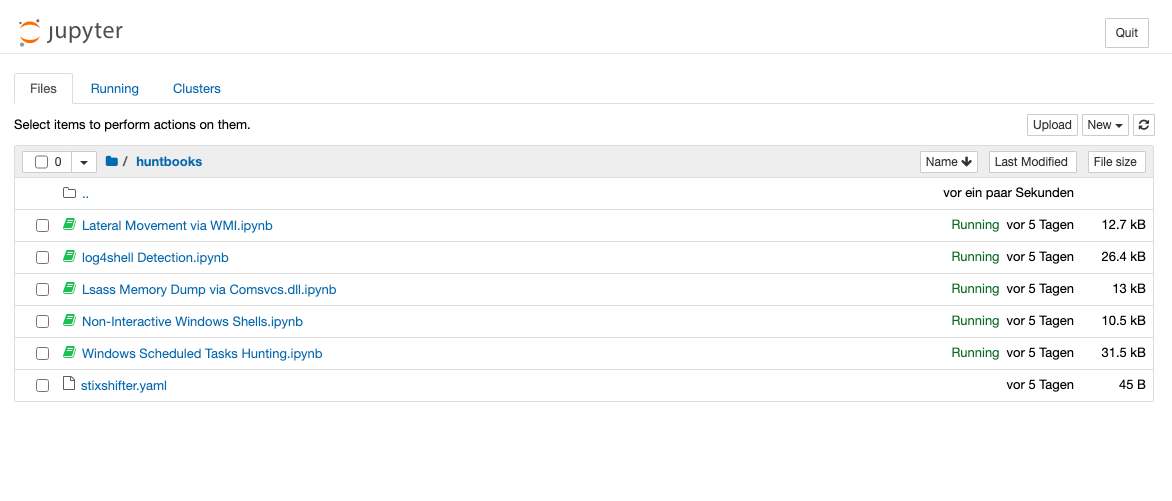 jupyter
Quit
Files Running Clusters
Select items to perform actions on them. Upload New
0 / huntbooks Name Last Modified File size
.. vor ein paar Sekunden
Lateral Movement via WMI.ipynb Running vor 5 Tagen 12.7 kB
log4shell Detection.ipynb Running vor 5 Tagen 26.4 kB
Lsass Memory Dump via Comsvcs.dll.ipynb Running vor 5 Tagen 13 kB
Non-Interactive Windows Shells.ipynb Running vor 5 Tagen 10.5 kB
Windows Scheduled Tasks Hunting.ipynb Running vor 5 Tagen 31.5 kB
stixshifter.yaml vor 5 Tagen 45 B